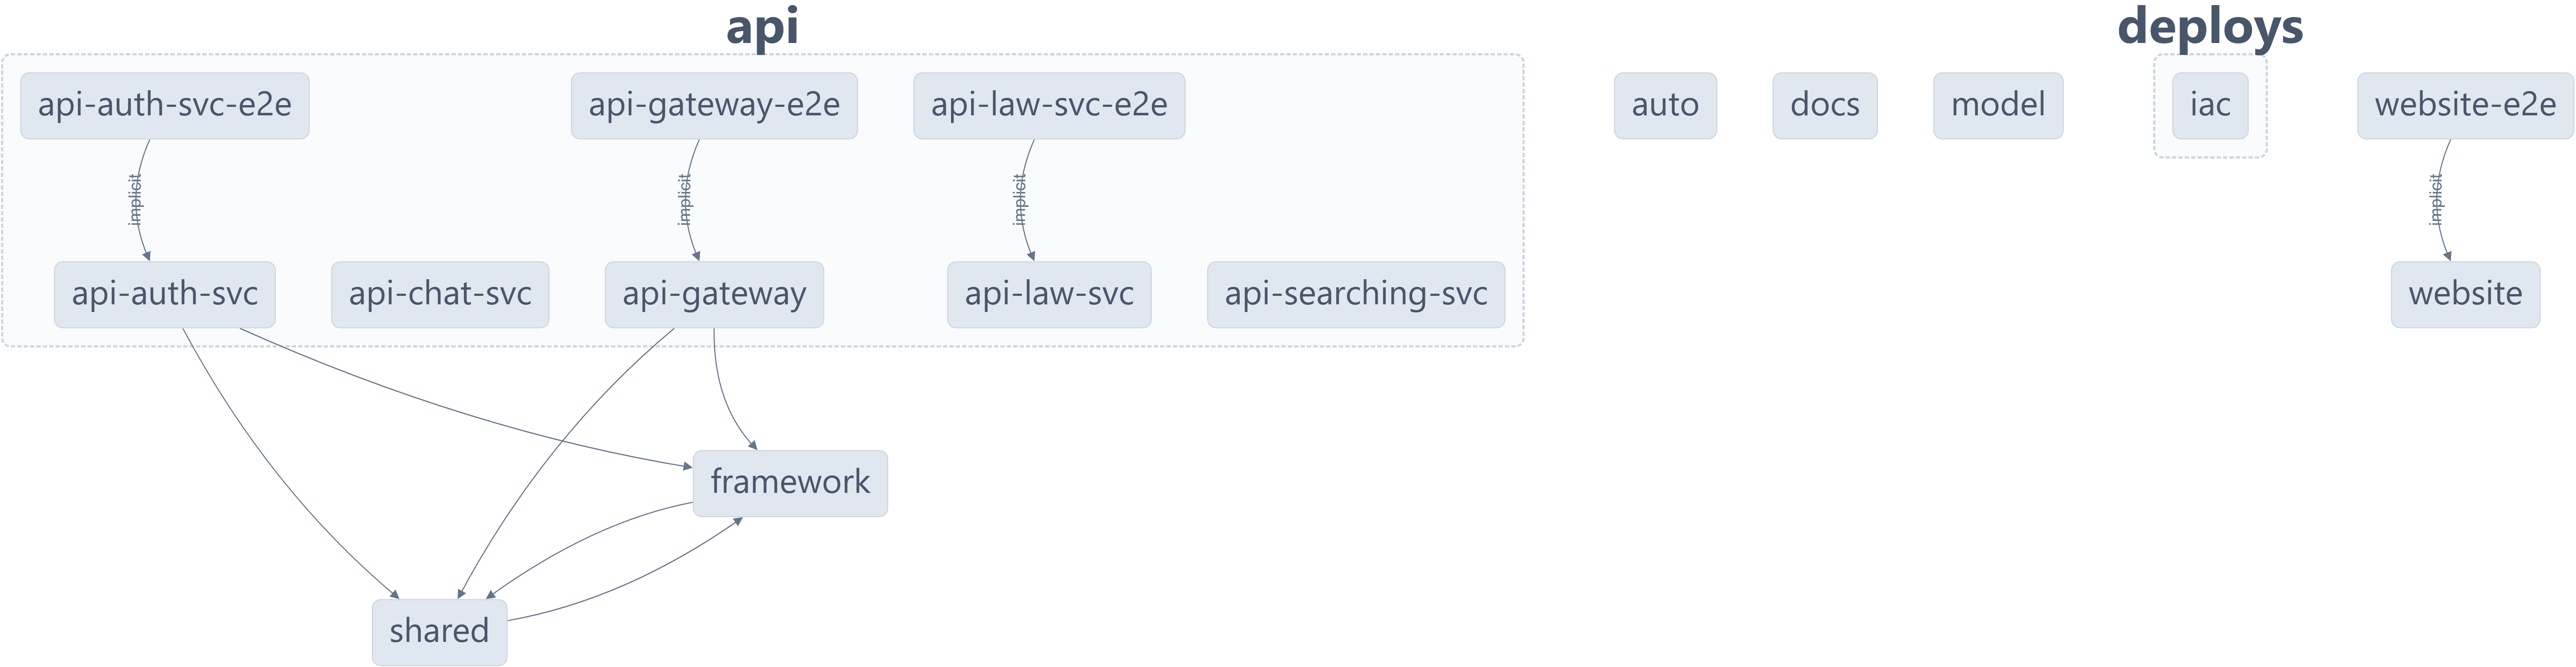 api
deploys
api-auth-svc-e2e
api-gateway-e2e
api-law-svc-e2e
auto
docs
model
iac
website-e2e
implicit
implicit
implicit
implicit
api-auth-svc
api-chat-svc
api-gateway
api-law-svc
api-searching-svc
website
framework
shared